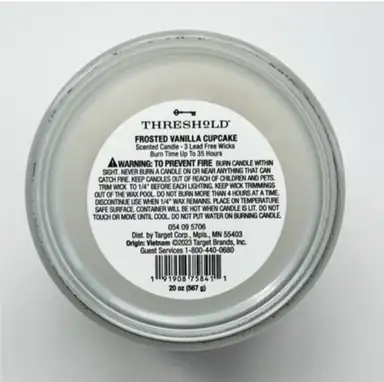 THRESHOLD
FROSTED VANILLA CUPCAKE
Scented Candle - 3 Lead Free Wicks
Burn Time Up To 35 Hours
WARNING: TO PREVENT FIRE BURN CANDLE WITHIN
SIGHT. NEVER BURN A CANDLE ON OR NEAR ANYTHING THAT CAN
CATCH FIRE. KEEP CANDLES OUT OF REACH OF CHILDREN AND PETS.
TRIM WICK TO 1/4" BEFORE EACH LIGHTING. KEEP WICK TRIMMINGS
OUT OF THE WAX POOL. DO NOT BURN MORE THAN 4 HOURS AT A TIME.
DISCONTINUE USE WHEN 1/4" WAX REMAINS. PLACE ON TEMPERATURE
SAFE SURFACE. CONTAINER WILL BE HOT WHEN CANDLE IS LIT. DO NOT
TOUCH OR MOVE UNTIL COOL. DO NOT PUT WATER ON BURNING CANDLE.
054 09 5706
Dist. by Target Corp., Mpls., MN 55403
Origin: Vietnam ©2023 Target Brands, Inc.
Guest Services 1-800-440-0680
1 91908 75841 1
20 oz (567 g)